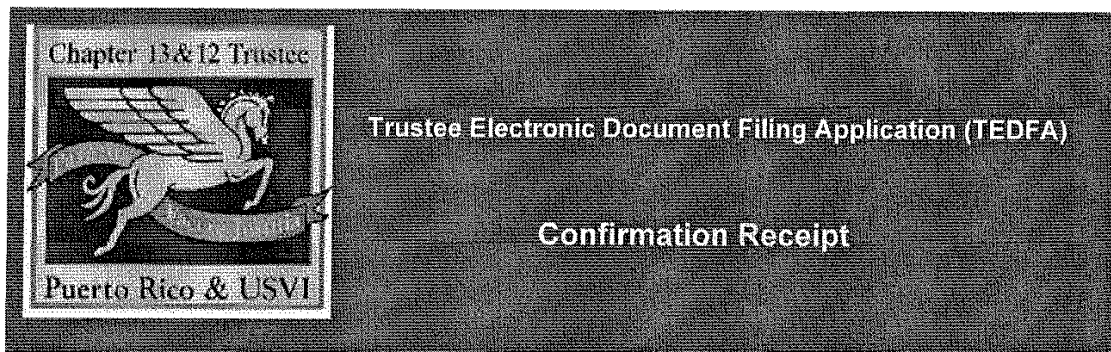 Chapter 13 & 12 Trustee
Puerto Rico & USVI
Trustee Electronic Document Filing Application (TEDFA)
Confirmation Receipt